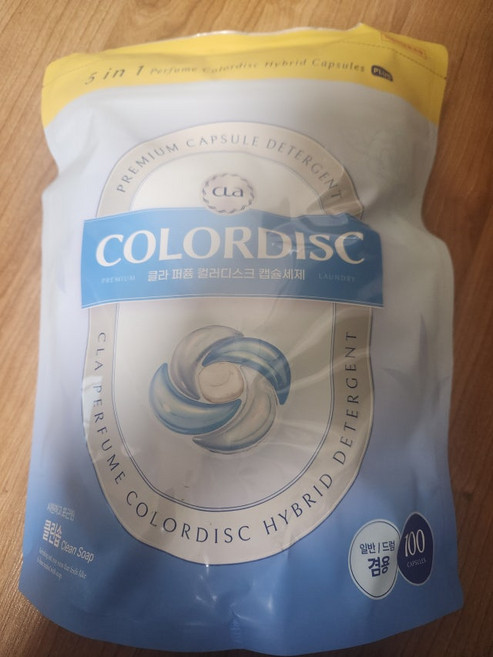 5 in 1 Perfume Colordisc Hybrid Capsules PLUS
PREMIUM CAPSULE DETERGENT
CLa
COLORDISC
PREMIUM 클라 퍼퓸 컬러디스크 캡슐세제 LAUNDRY
CLA PERFUME COLORDISC HYBRID DETERGENT
클린솝 Clean Soap
일반 | 드럼
겸용
100
CAPSULES